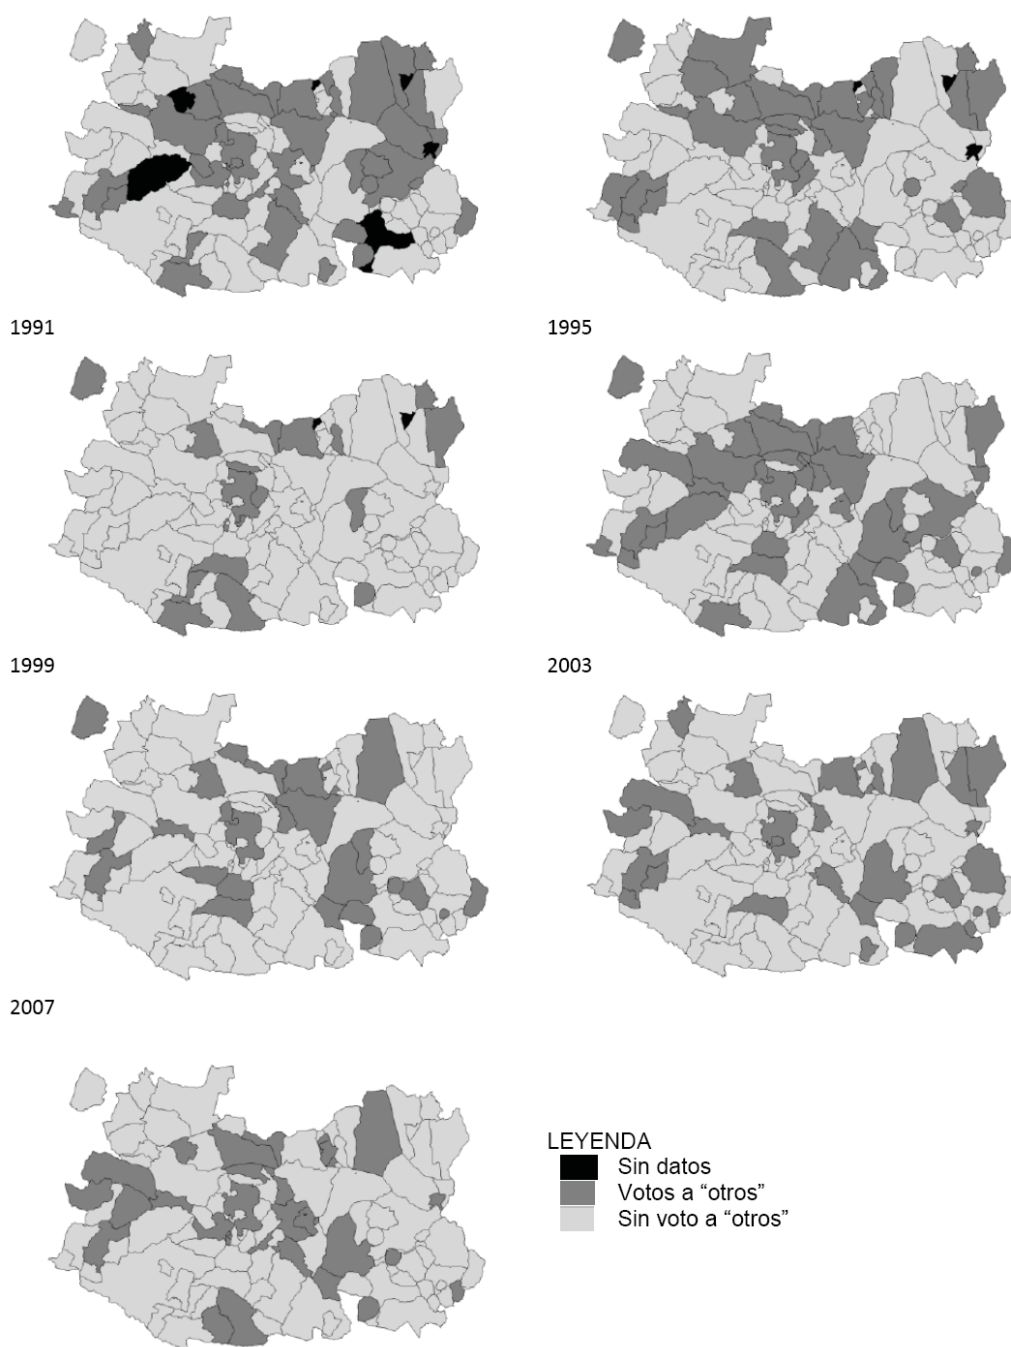 1991
1995
1999
2003
2007
LEYENDA
Sin datos
Votos a “otros”
Sin voto a “otros”